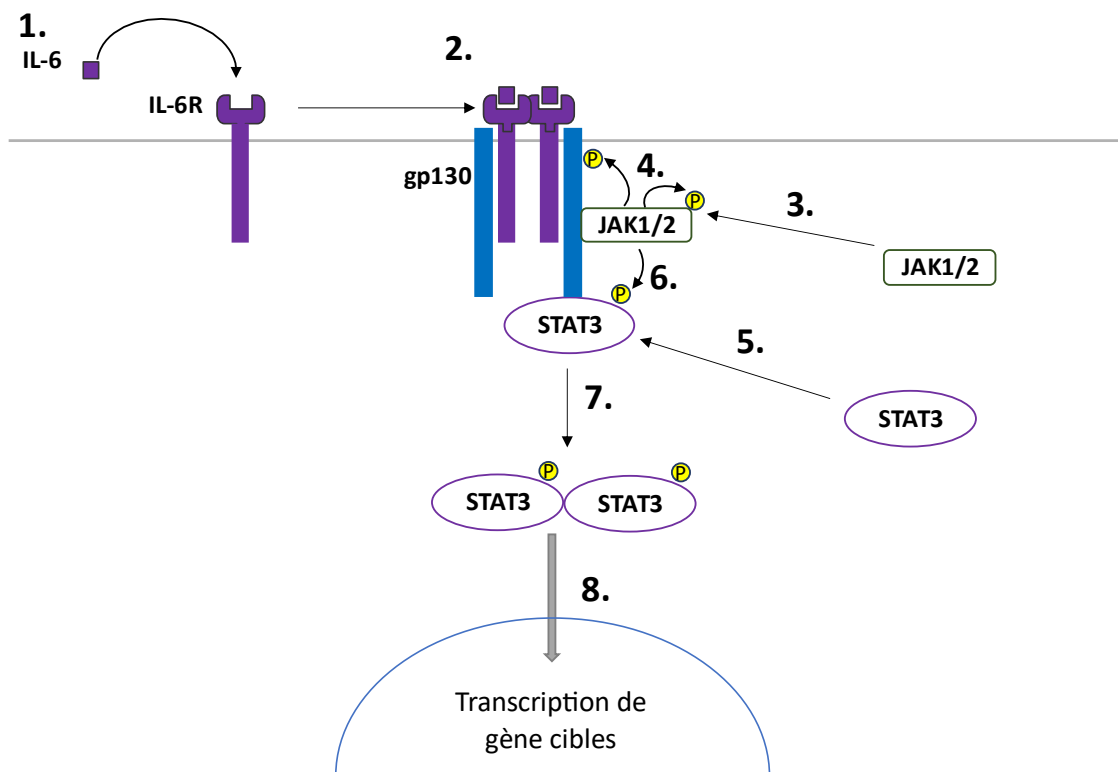 1.
IL-6
IL-6R
2.
gp130
P
4.
P
JAK1/2
3.
JAK1/2
6.
P
STAT3
5.
STAT3
7.
P
P
STAT3
STAT3
8.
Transcription de
gène cibles